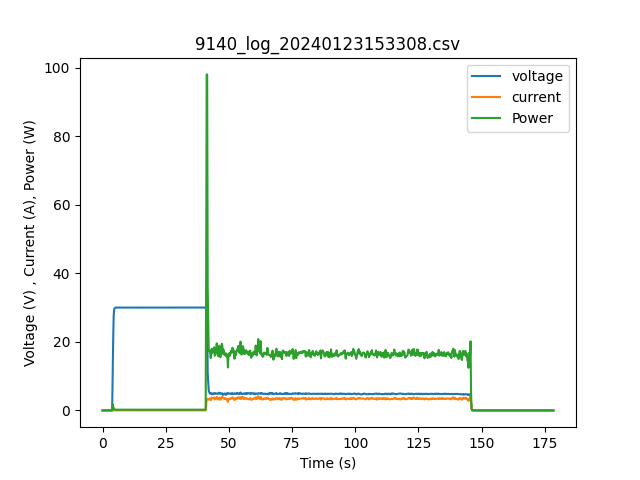 9140_log_20240123153308.csv
voltage
current
Power
Voltage (V) , Current (A), Power (W)
100
80
60
40
20
0
0 25 50 75 100 125 150 175
Time (s)